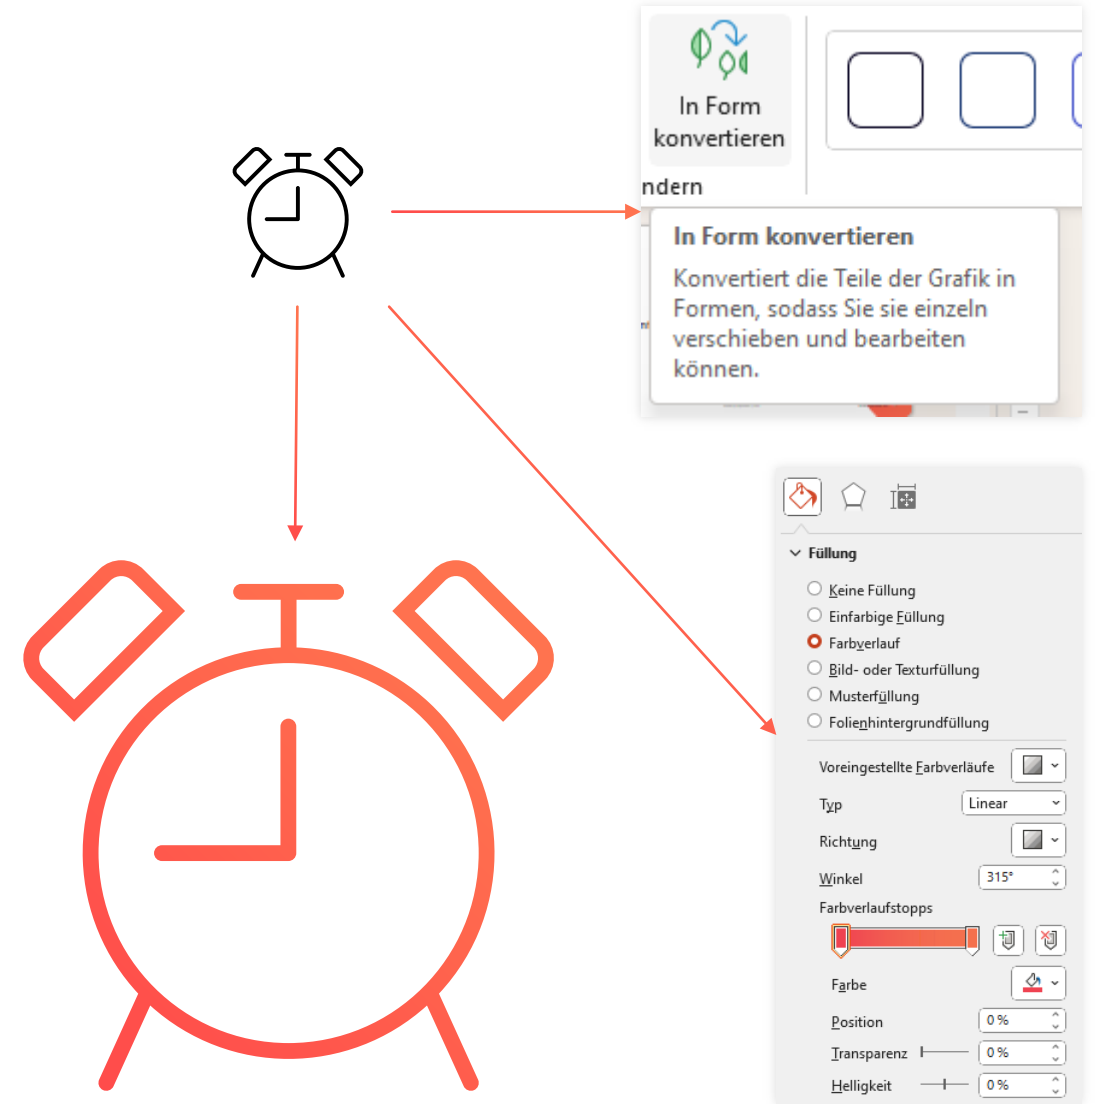 In Form
konvertieren
ndern
In Form konvertieren
Konvertiert die Teile der Grafik in
Formen, sodass Sie sie einzeln
verschieben und bearbeiten
können.
Füllung
Keine Füllung
Einfarbige Füllung
Farbverlauf
Bild- oder Texturfüllung
Musterfüllung
Folienhintergrundfüllung
Voreingestellte Farbverläufe
Typ Linear
Richtung
Winkel 315°
Farbverlaufstopps
Farbe
Position 0 %
Transparenz 0 %
Helligkeit 0 %